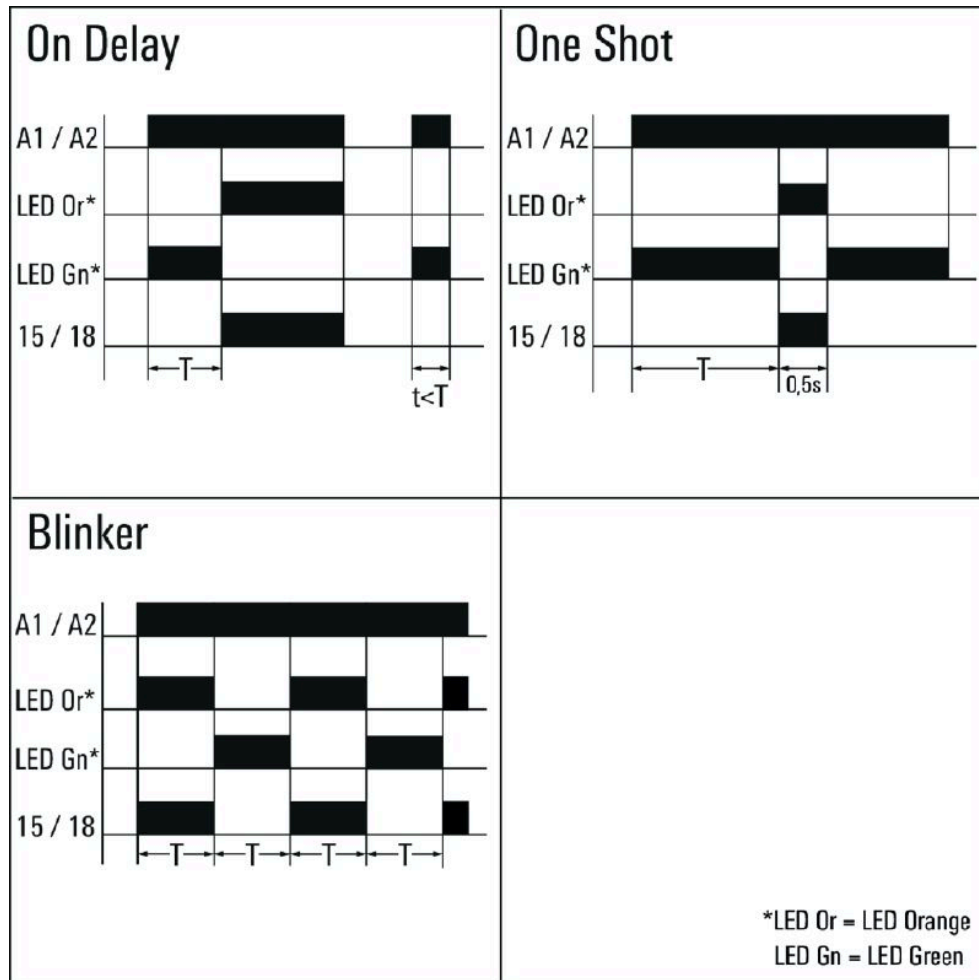 On Delay
A1 / A2
LED Or*
LED Gn*
15 / 18
T
t<T
One Shot
A1 / A2
LED Or*
LED Gn*
15 / 18
T
0,5s
Blinker
A1 / A2
LED Or*
LED Gn*
15 / 18
T T T T
*LED Or = LED Orange
LED Gn = LED Green